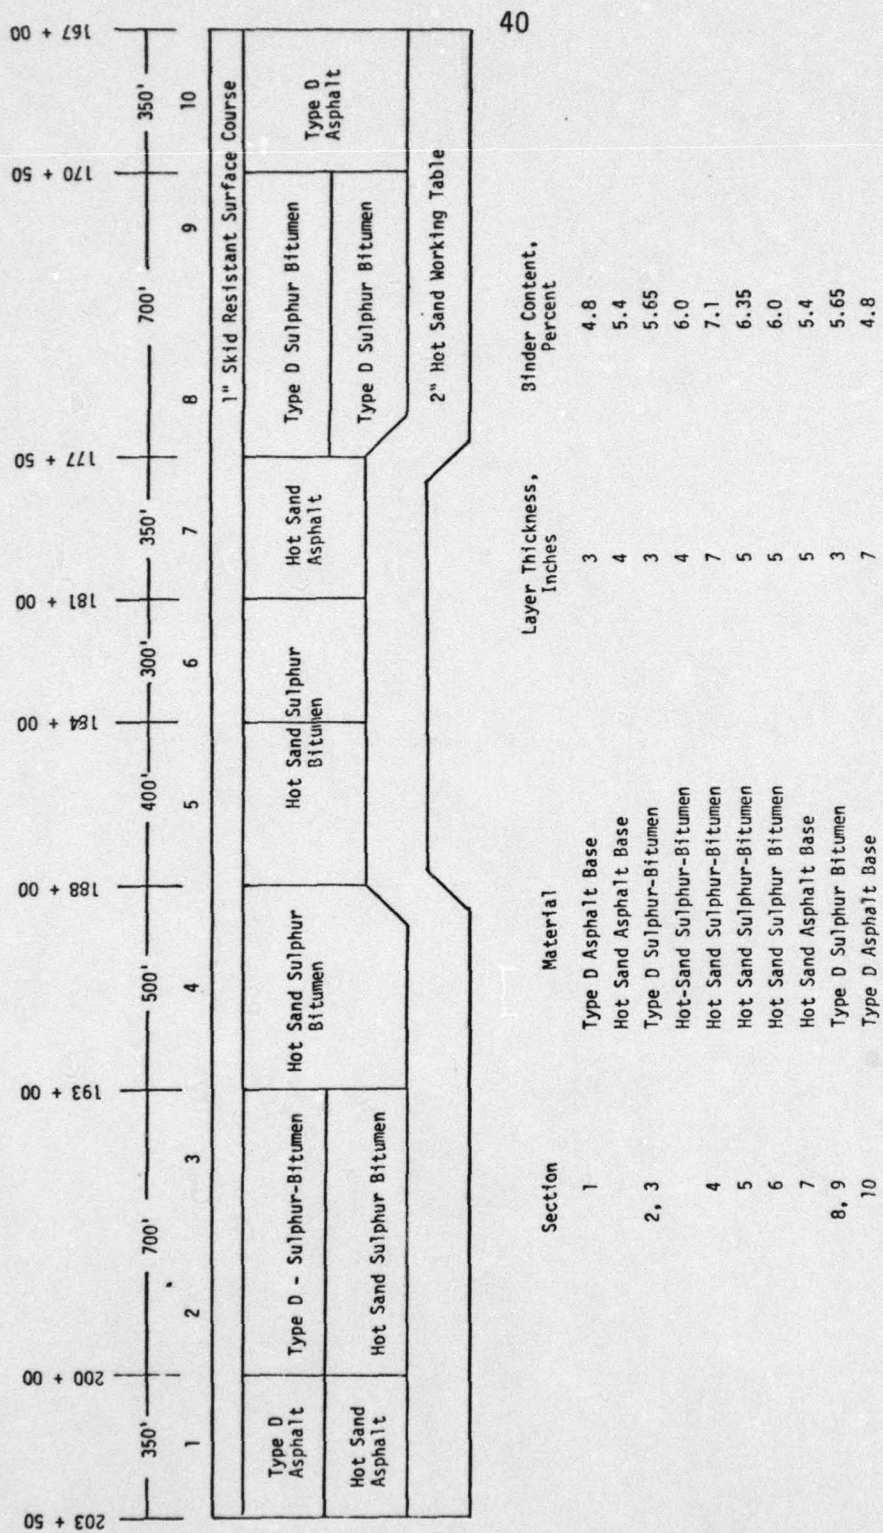 40
203 + 50
200 + 00
193 + 00
188 + 00
184 + 00
181 + 00
177 + 50
170 + 50
167 + 00
350' 700' 500' 400' 300' 350' 700' 350'
1 2 3 4 5 6 7 8 9 10
1" Skid Resistant Surface Course
Type D
Asphalt
Hot Sand
Asphalt
Type D - Sulphur-Bitumen
Hot Sand Sulphur Bitumen
Hot Sand Sulphur
Bitumen
Hot Sand Sulphur
Bitumen
Hot Sand
Asphalt
Type D Sulphur Bitumen
Type D Sulphur Bitumen
Type D
Asphalt
2" Hot Sand Working Table
Section Material Layer Thickness, Inches Binder Content, Percent
1 Type D Asphalt Base 3 4.8
Hot Sand Asphalt Base 4 5.4
2, 3 Type D Sulphur-Bitumen 3 5.65
Hot-Sand Sulphur-Bitumen 4 6.0
4 Hot Sand Sulphur-Bitumen 7 7.1
5 Hot Sand Sulphur-Bitumen 5 6.35
6 Hot Sand Sulphur Bitumen 5 6.0
7 Hot Sand Asphalt Base 5 5.4
8, 9 Type D Sulphur Bitumen 3 5.65
10 Type D Asphalt Base 7 4.8